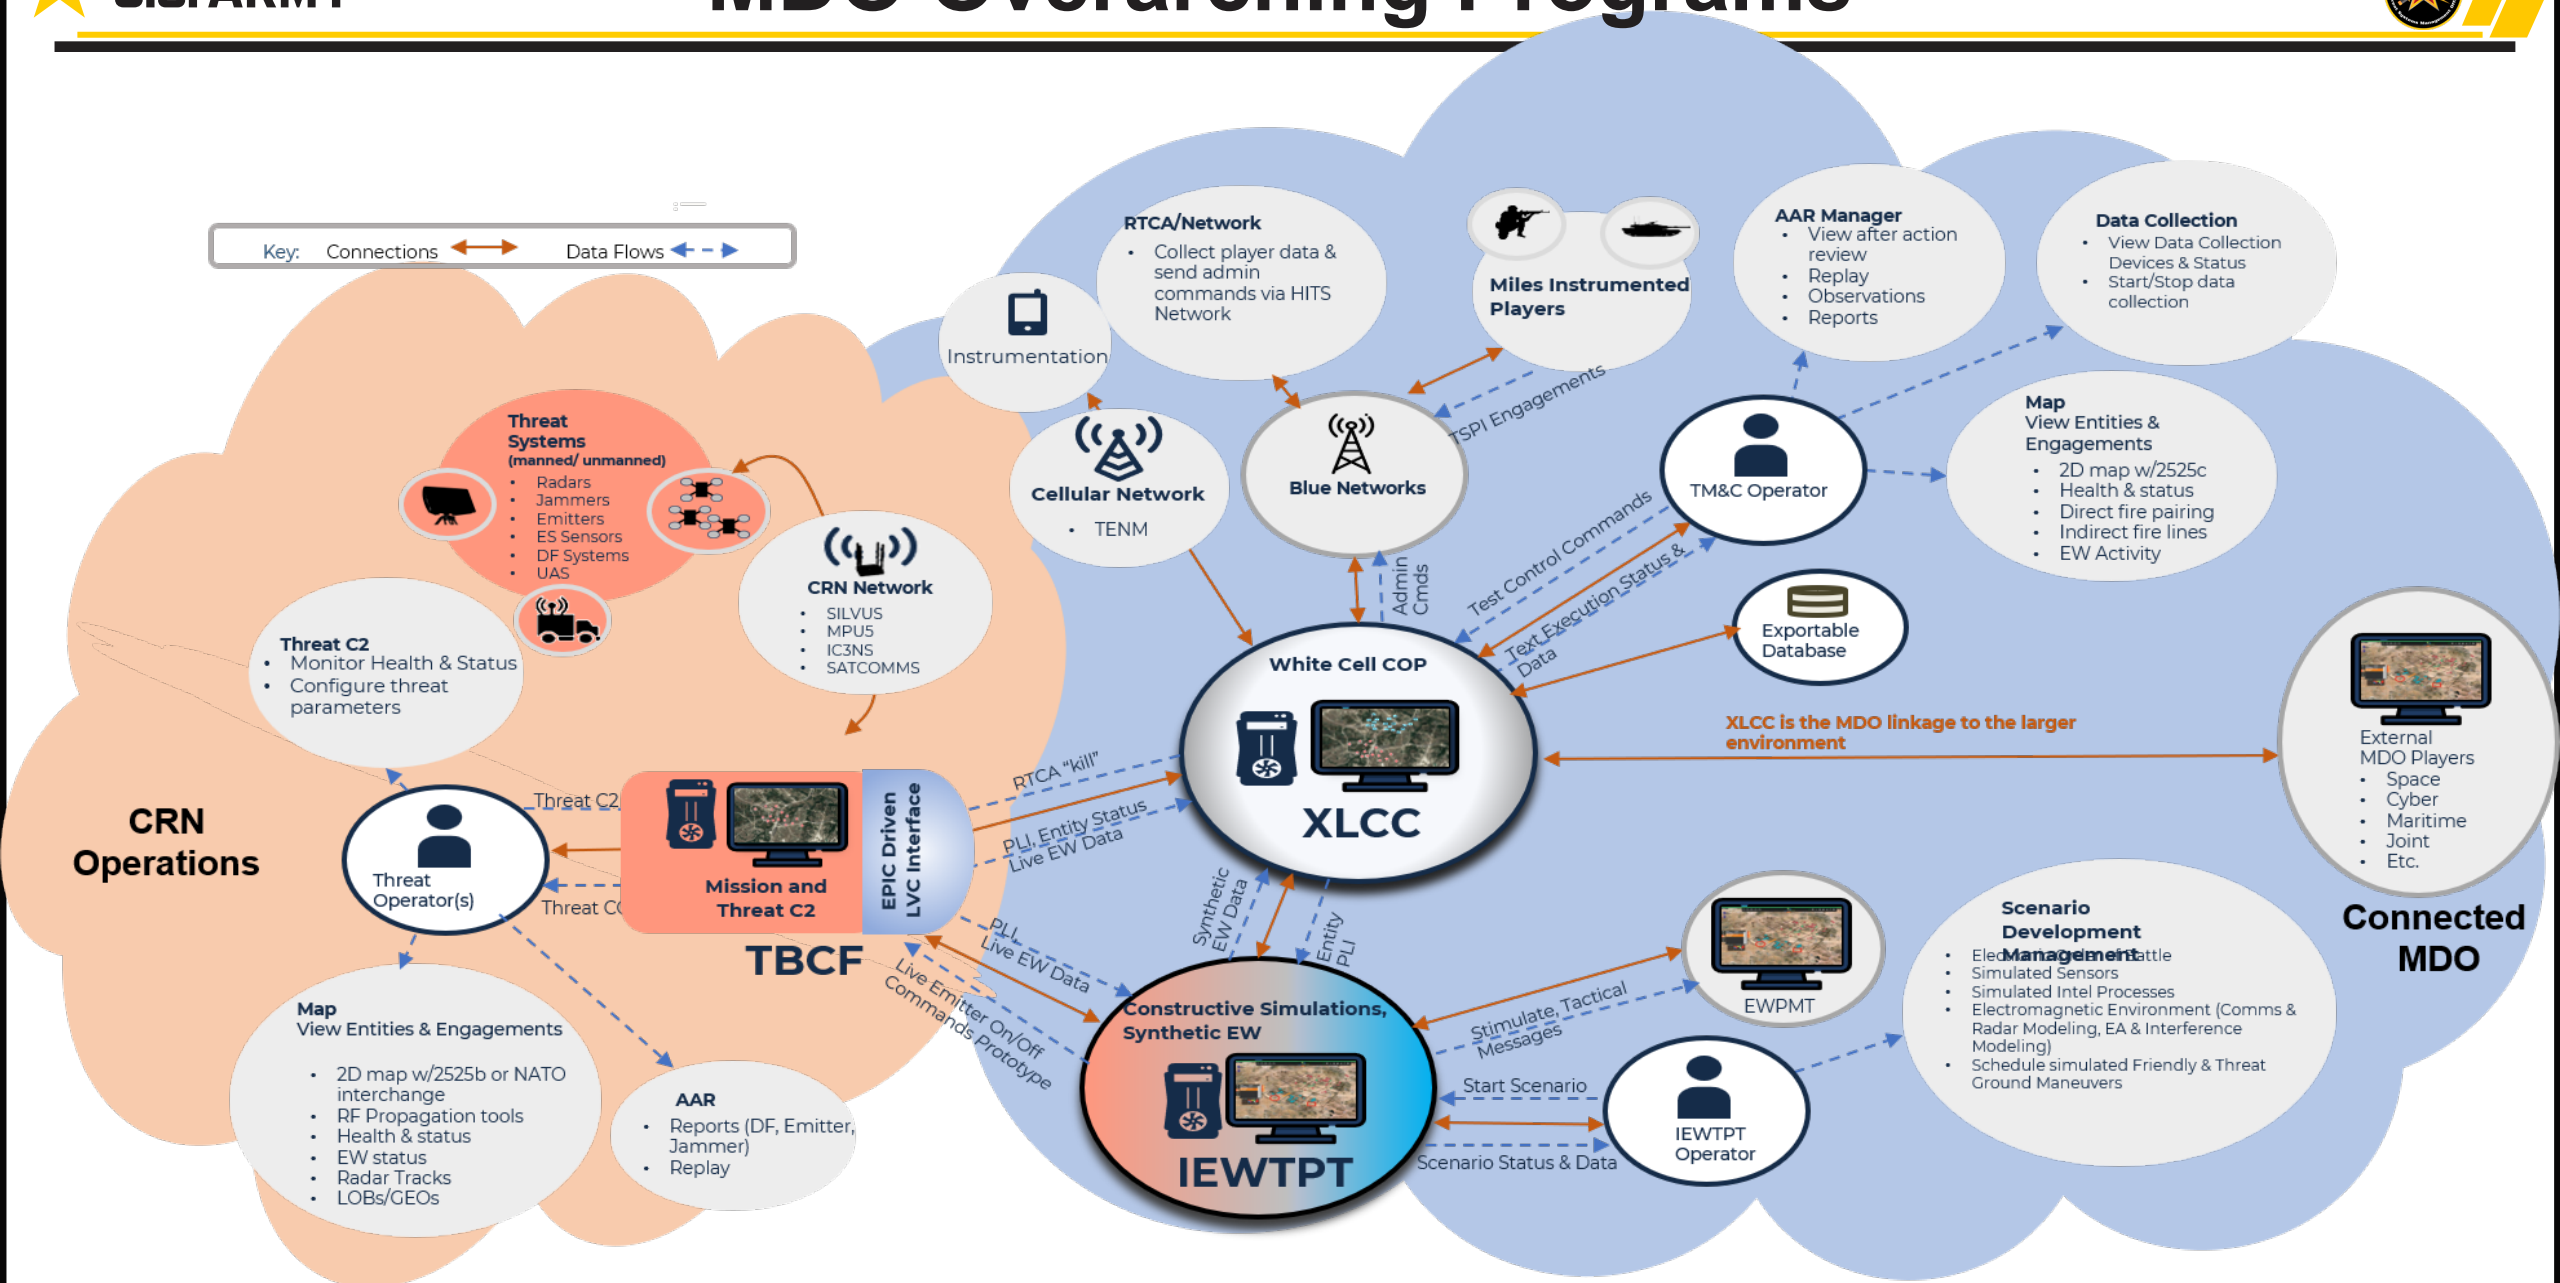 U.S. ARMY
MDO Overarching Programs
Key: Connections Data Flows
RTCA/Network
• Collect player data &
send admin
commands via HITS
Network
Instrumentation
Miles Instrumented
Players
AAR Manager
• View after action
review
• Replay
• Observations
• Reports
Data Collection
• View Data Collection
Devices & Status
• Start/Stop data
collection
Threat
Systems
(manned/ unmanned)
• Radars
• Jammers
• Emitters
• ES Sensors
• DF Systems
• UAS
CRN Network
• SILVUS
• MPU5
• IC3NS
• SATCOMMS
Cellular Network
• TENM
Blue Networks
TSPI Engagements
TM&C Operator
Map
View Entities &
Engagements
• 2D map w/2525c
• Health & status
• Direct fire pairing
• Indirect fire lines
• EW Activity
Threat C2
• Monitor Health & Status
• Configure threat
parameters
Admin
Cmds
Test Control Commands
Text Execution Status &
Data
Exportable
Database
White Cell COP
XLCC
XLCC is the MDO linkage to the larger
environment
External
MDO Players
• Space
• Cyber
• Maritime
• Joint
• Etc.
Connected
MDO
CRN
Operations
Threat
Operator(s)
Threat C2
Threat CO
Mission and
Threat C2
EPIC Driven
LVC Interface
TBCF
RTCA “kill”
PLI, Entity Status
Live EW Data
PLI,
Live EW Data
Live Emitter On/Off
Commands Prototype
Synthetic
EW Data
Entity
PLI
Constructive Simulations,
Synthetic EW
IEWTPT
Stimulate, Tactical
Messages
EWPMT
Start Scenario
Scenario Status & Data
IEWTPT
Operator
Scenario
Development
Management
• Battle
• Simulated Sensors
• Simulated Intel Processes
• Electromagnetic Environment (Comms &
Radar Modeling, EA & Interference
Modeling)
• Schedule simulated Friendly & Threat
Ground Maneuvers
Map
View Entities & Engagements
• 2D map w/2525b or NATO
interchange
• RF Propagation tools
• Health & status
• EW status
• Radar Tracks
• LOBs/GEOs
AAR
• Reports (DF, Emitter,
Jammer)
• Replay